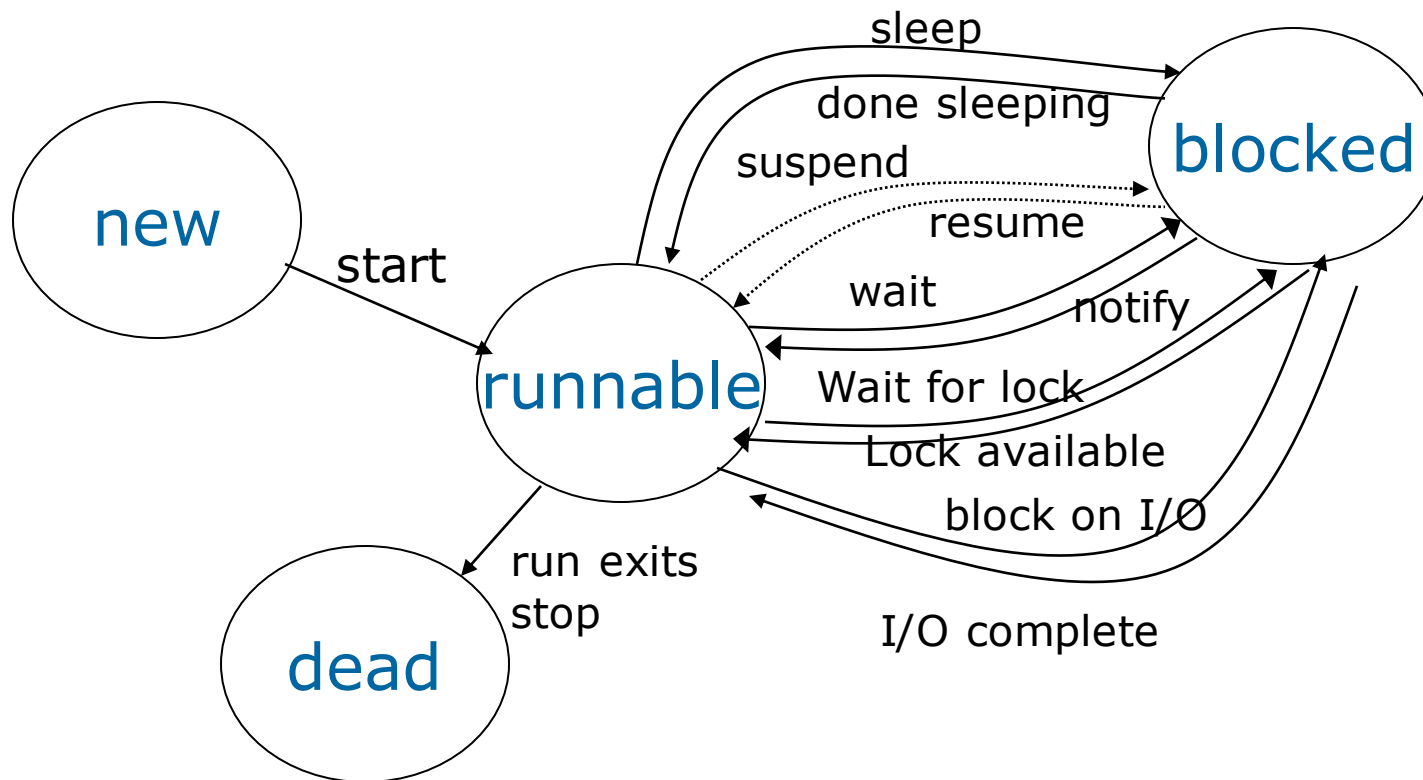 sleep
done sleeping
blocked
suspend
new
resume
start
wait
notify
runnable
Wait for lock
Lock available
block on I/O
run exits
stop
I/O complete
dead